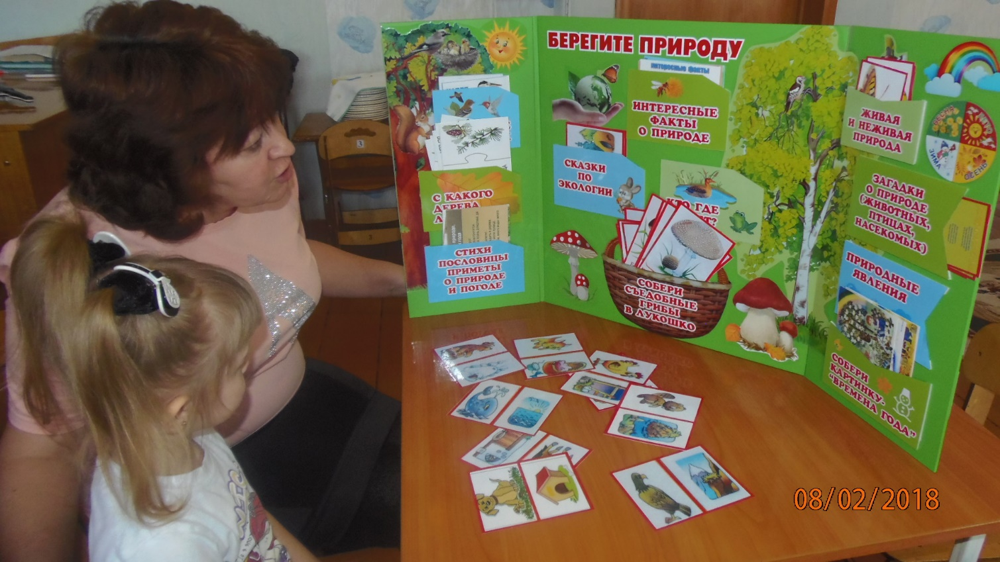 БЕРЕГИТЕ ПРИРОДУ
С КАКОГО
ДЕРЕВА
СТИХИ
ПОСЛОВИЦЫ
ПРИМЕТЫ
О ПРИРОДЕ
И ПОГОДЕ
интересные факты
ИНТЕРЕСНЫЕ
ФАКТЫ
О ПРИРОДЕ
СКАЗКИ
ПО
ЭКОЛОГИИ
КТО ГДЕ
СОБЕРИ
СЪЕДОБНЫЕ
ГРИБЫ
В ЛУКОШКО
ЖИВАЯ
И НЕЖИВАЯ
ПРИРОДА
ЗИМА
ОСЕНЬ
ЗАГАДКИ
О ПРИРОДЕ
(ЖИВОТНЫХ,
ПТИЦАХ,
НАСЕКОМЫХ)
ПРИРОДНЫЕ
ЯВЛЕНИЯ
СОБЕРИ
КАРТИНКУ-
"ВРЕМЕНА ГОДА"
3
08/02/2018